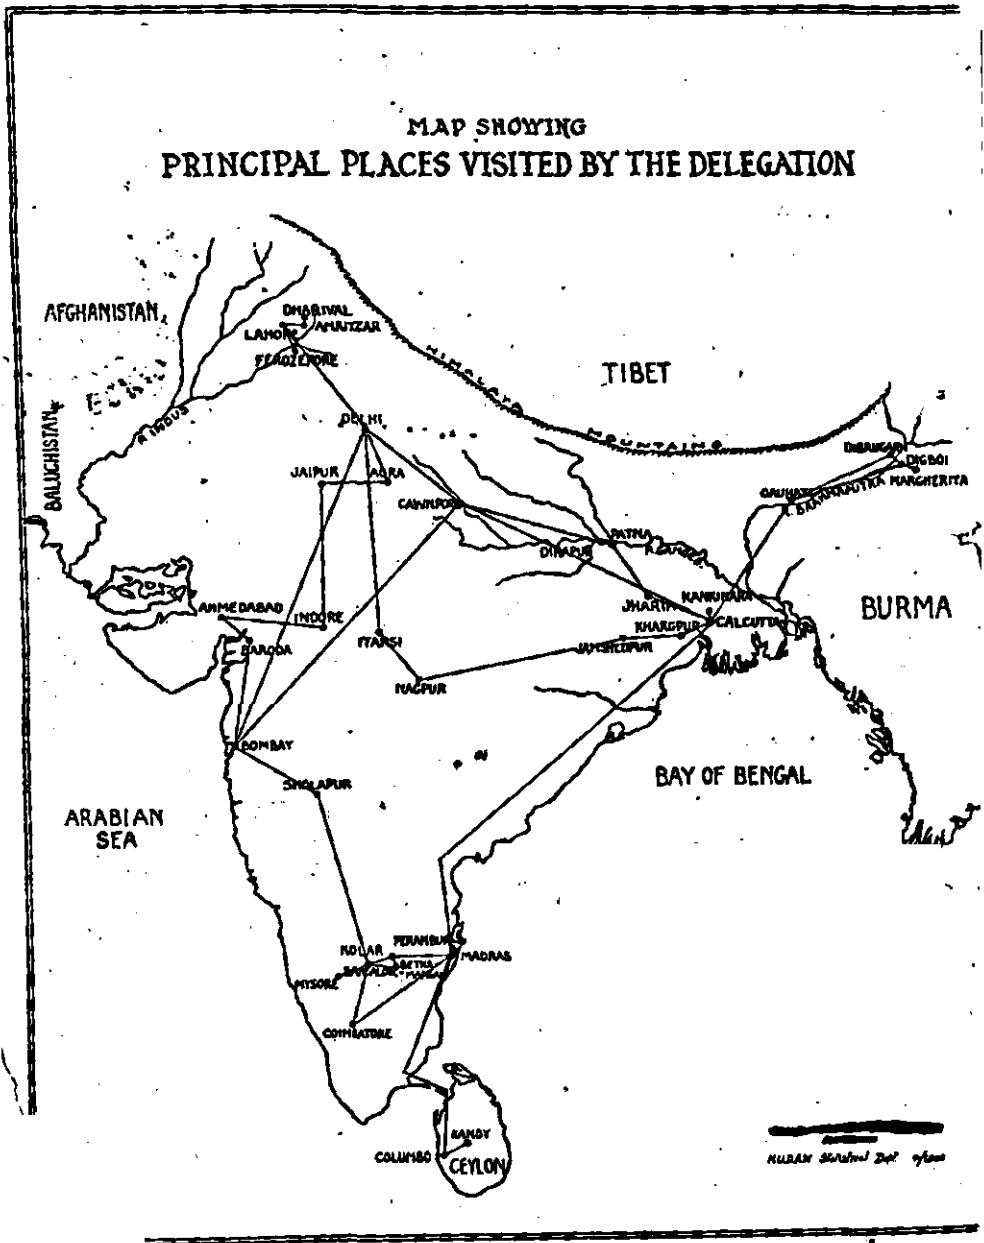 MAP SHOWING
PRINCIPAL PLACES VISITED BY THE DELEGATION
AFGHANISTAN
DHARIVAL
AMRITZAR
LAHORE
FEROZEPORE
HIMALAYA
MOUNTAINS
TIBET
BALUCHISTAN
R. INDUS
DELHI
JAIPUR
AGRA
CAWNPORE
DIBRUGARH
DIGBOI
MARGHERITA
GAUHATI
R. BRAHMAPUTRA
PATNA
R. GANGES
DINAPUR
AHMEDABAD
INDORE
JHARIA
KANKINARA
KHARGPUR
CALCUTTA
BURMA
BARODA
ITARSI
JAMSHEDPUR
NAGPUR
BOMBAY
BAY OF BENGAL
SHOLAPUR
ARABIAN
SEA
KOLAR
PERAMBUR
MADRAS
BANGALORE
MYSORE
COIMBATORE
KANDY
COLUMBO
CEYLON